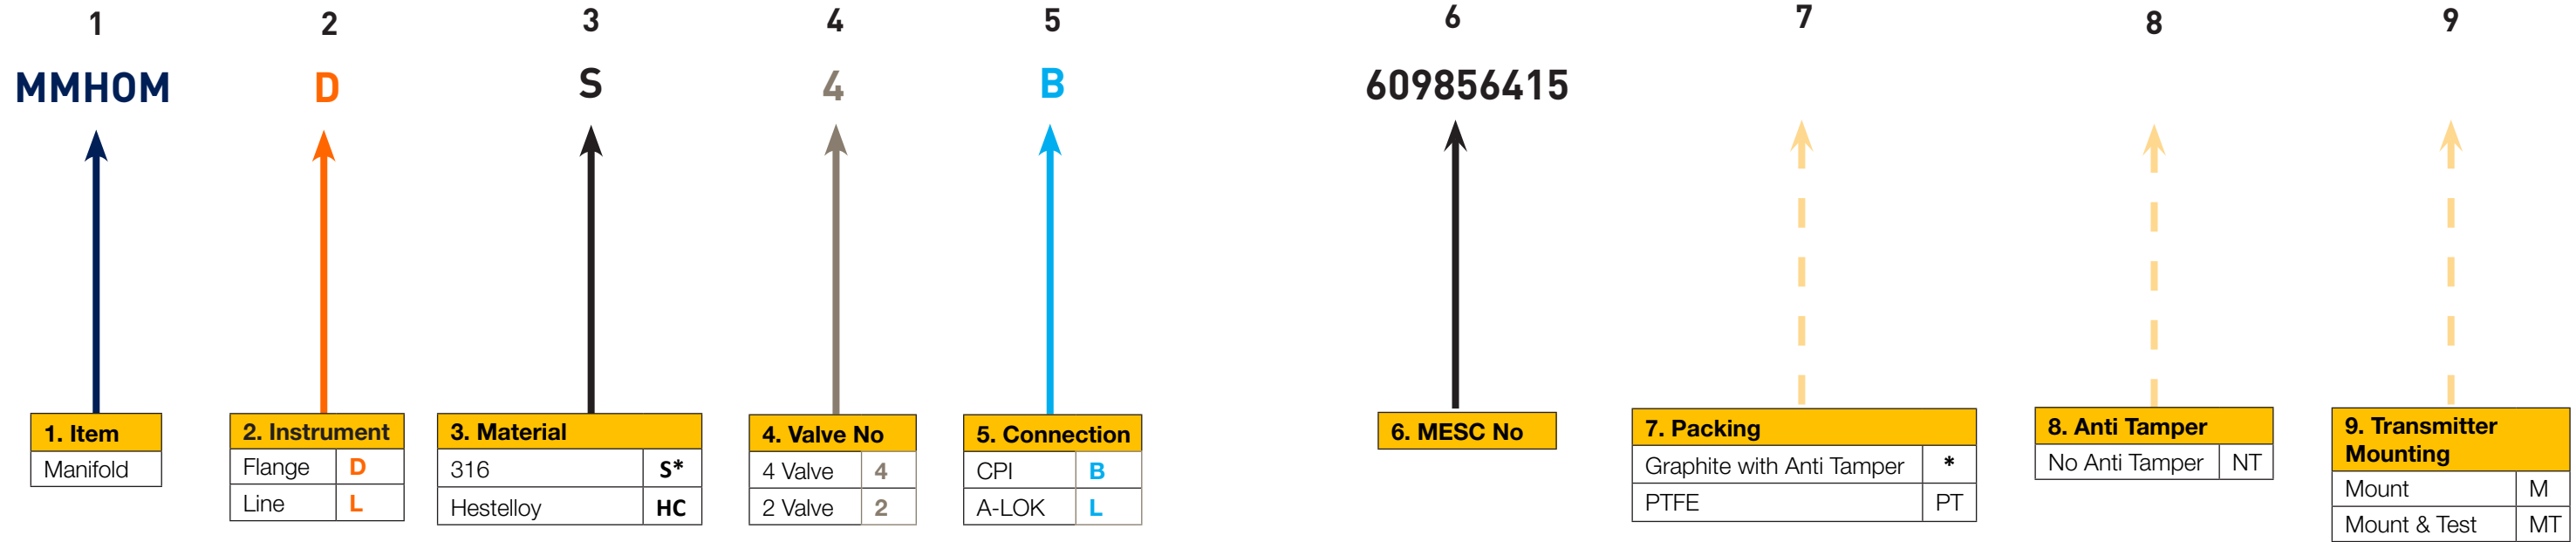 1 2 3 4 5 6 7 8 9
MMHOM D S 4 B 609856415
1. Item
Manifold
2. Instrument
Flange D
Line L
3. Material
316 S*
Hestelloy HC
4. Valve No
4 Valve 4
2 Valve 2
5. Connection
CPI B
A-LOK L
6. MESC No
7. Packing
Graphite with Anti Tamper *
PTFE PT
8. Anti Tamper
No Anti Tamper NT
9. Transmitter
Mounting
Mount M
Mount & Test MT